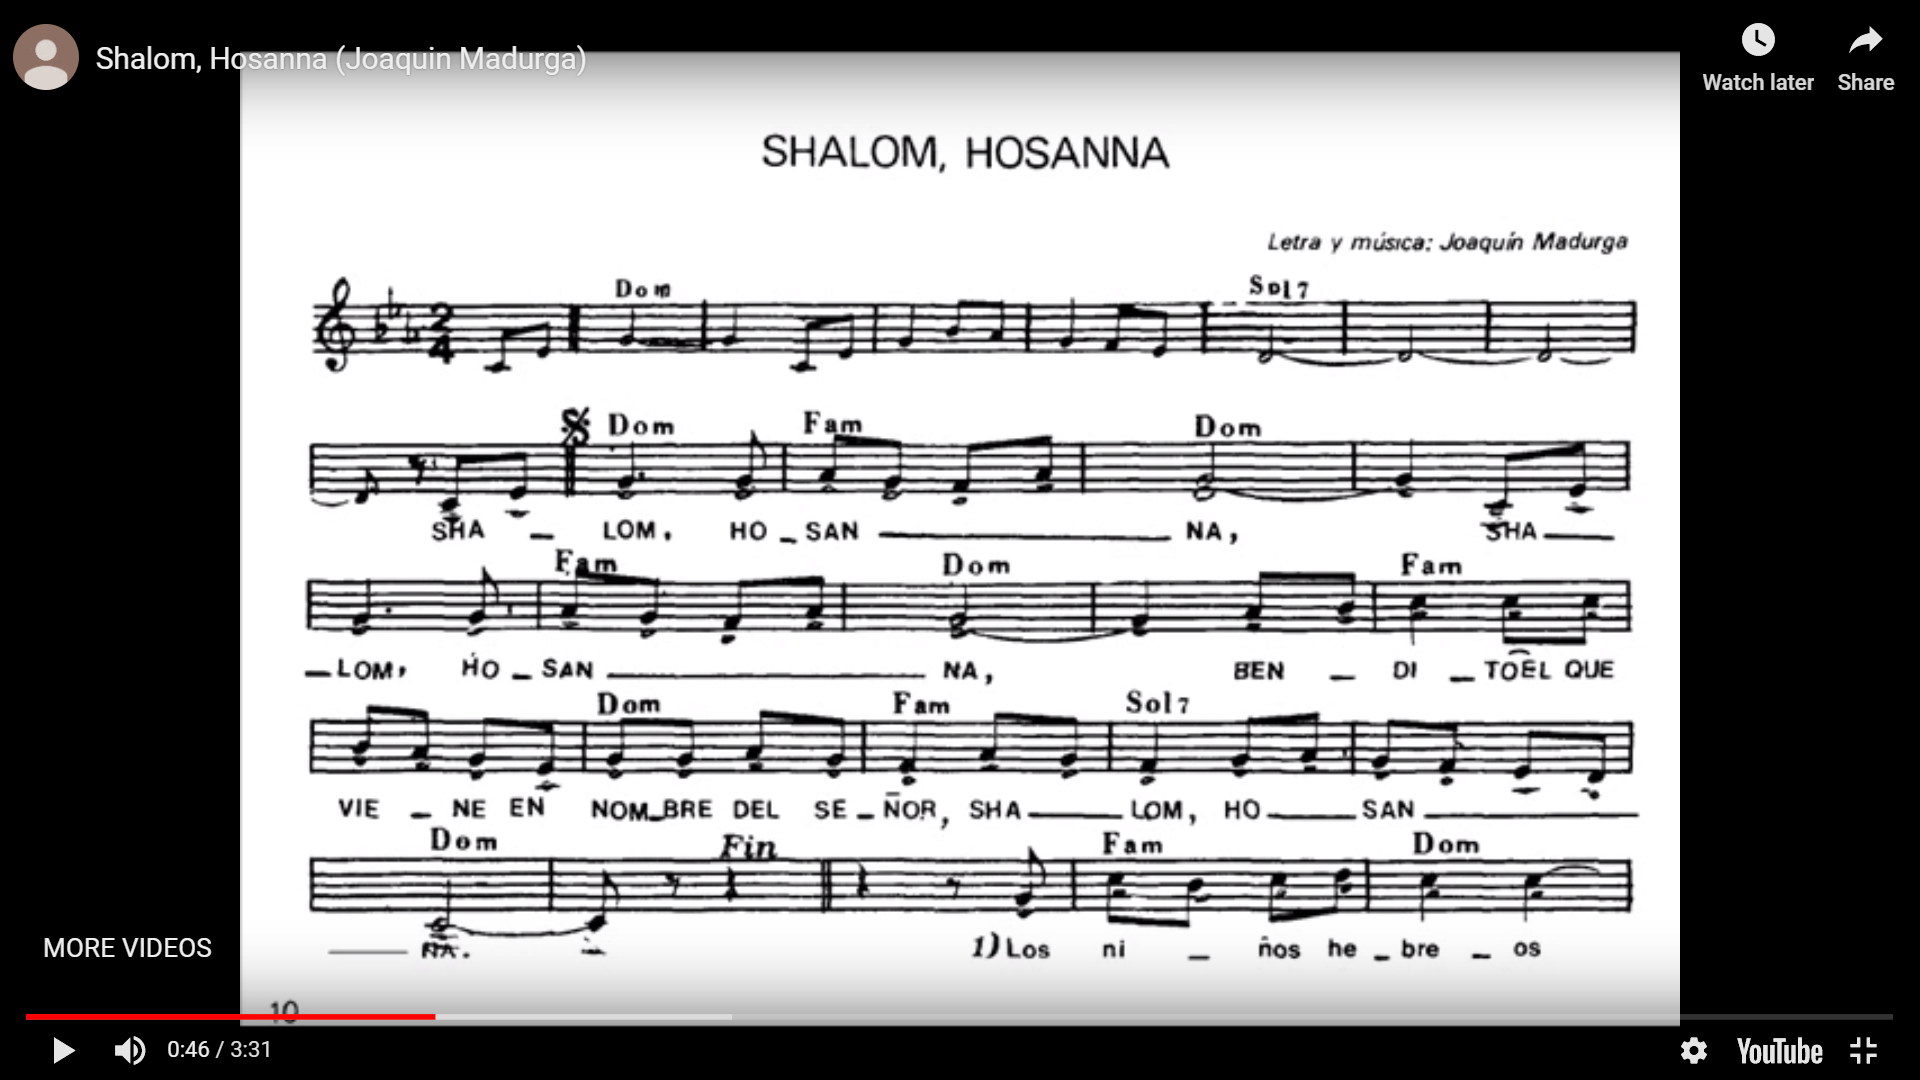 Shalom, Hosanna (Joaquin Madurga)
Watch later
Share
SHALOM, HOSANNA
Letra y música: Joaquín Madurga
Dom Sol7
2
4
Dom Fam Dom
SHA _ LOM, HO _ SAN NA, SHA
Fam Dom Fam
_ LOM, HO _ SAN NA, BEN _ DI _ TO EL QUE
Dom Fam Sol7
VIE _ NE EN NOM_BRE DEL SE _ ÑOR, SHA LOM, HO SAN
Dom Fin Fam Dom
NA. 1) Los ni _ ños he _ bre _ os
MORE VIDEOS
10
0:46 / 3:31
YouTube